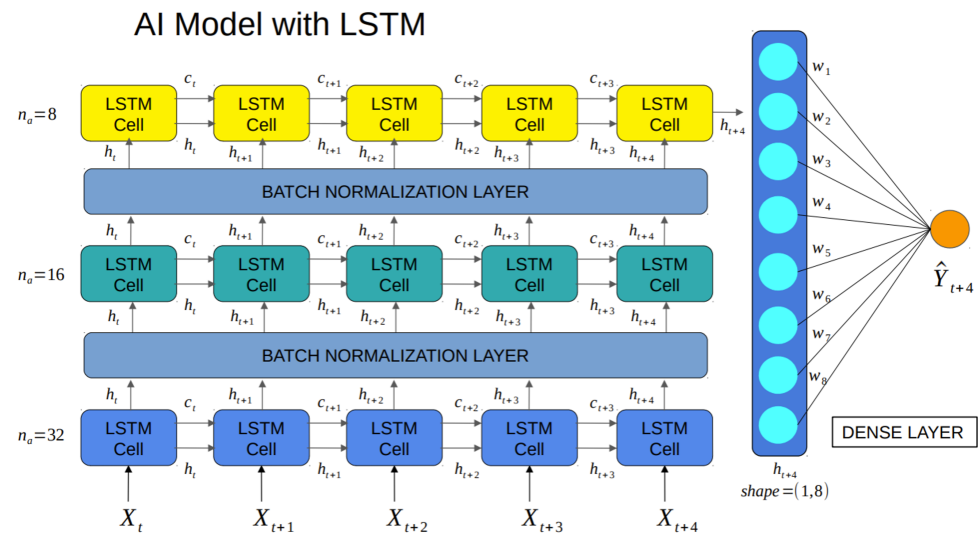 AI Model with LSTM
c_t c_{t+1} c_{t+2} c_{t+3}
n_a=8
LSTM Cell LSTM Cell LSTM Cell LSTM Cell LSTM Cell
h_{t+4}
h_t h_t h_{t+1} h_{t+1} h_{t+2} h_{t+2} h_{t+3} h_{t+3} h_{t+4}
BATCH NORMALIZATION LAYER
h_t h_{t+1} h_{t+2} h_{t+3} h_{t+4}
c_t c_{t+1} c_{t+2} c_{t+3}
n_a=16
LSTM Cell LSTM Cell LSTM Cell LSTM Cell LSTM Cell
h_t h_t h_{t+1} h_{t+1} h_{t+2} h_{t+2} h_{t+3} h_{t+3} h_{t+4}
BATCH NORMALIZATION LAYER
h_t h_{t+1} h_{t+2} h_{t+3} h_{t+4}
c_t c_{t+1} c_{t+2} c_{t+3}
n_a=32
LSTM Cell LSTM Cell LSTM Cell LSTM Cell LSTM Cell
h_t h_{t+1} h_{t+2} h_{t+3}
X_t X_{t+1} X_{t+2} X_{t+3} X_{t+4}
w_1
w_2
w_3
w_4
w_5
w_6
w_7
w_8
Ŷ_{t+4}
DENSE LAYER
h_{t+4}
shape=(1,8)